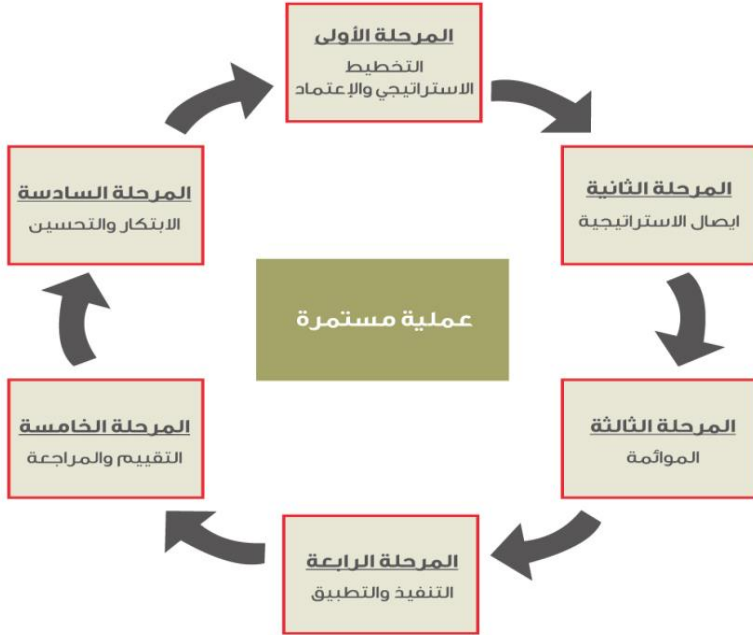 المرحلة الأولى
التخطيط
الاستراتيجي والإعتماد
المرحلة الثانية
ايصال الاستراتيجية
المرحلة الثالثة
الموائمة
المرحلة الرابعة
التنفيذ والتطبيق
المرحلة الخامسة
التقييم والمراجعة
المرحلة السادسة
الابتكار والتحسين
عملية مستمرة